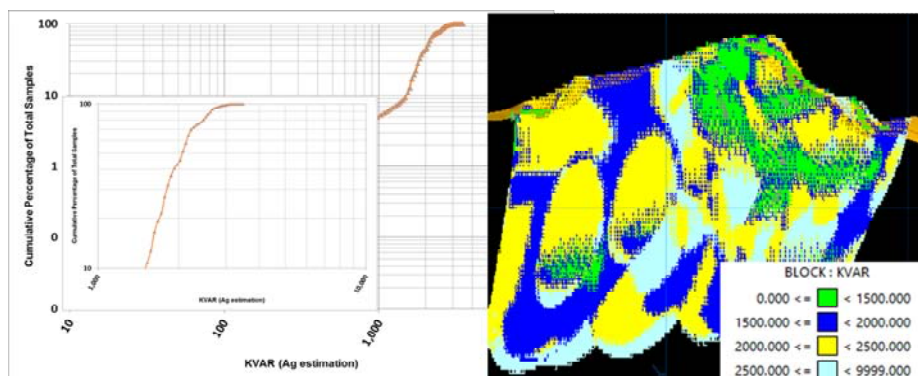 Cumulative Percentage of Total Samples
100
10
1
0
0
10
100
1,000
KVAR (Ag estimation)
Cumulative Percentage of Total Samples
100
10
1,000
10,000
KVAR (Ag estimation)
BLOCK : KVAR
0.000 <= < 1500.000
1500.000 <= < 2000.000
2000.000 <= < 2500.000
2500.000 <= < 9999.000